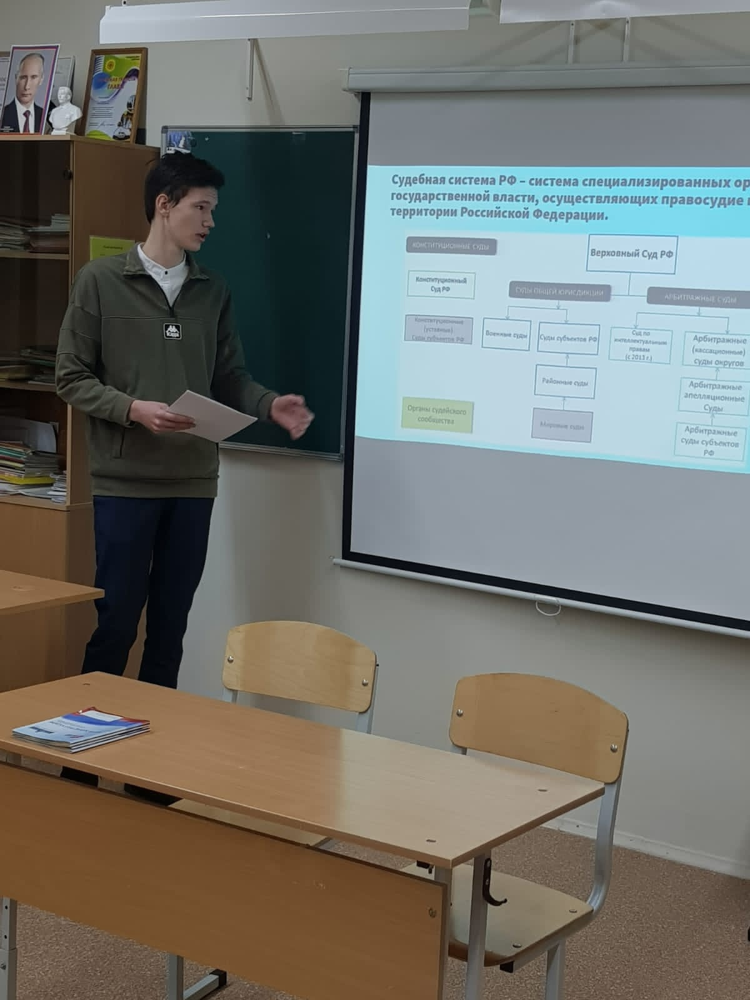 ГЛАВЫ
Судебная система РФ – система специализированных ор
государственной власти, осуществляющих правосудие
территории Российской Федерации.
КОНСТИТУЦИОННЫЕ СУДЫ
Верховный Суд РФ
Конституционный
Суд РФ
СУДЫ ОБЩЕЙ ЮРИСДИКЦИИ
АРБИТРАЖНЫЕ СУДЫ
Конституционные
(уставные)
Суды субъектов РФ
Военные суды
Суды субъектов РФ
Суд по
интеллектуальным
правам
(с 2013 г.)
Арбитражные
(кассационные)
суды округов
Районные суды
Арбитражные
апелляционные
Суды
Органы судейского
сообщества
Мировые суды
Арбитражные
суды субъектов
РФ
Kappa